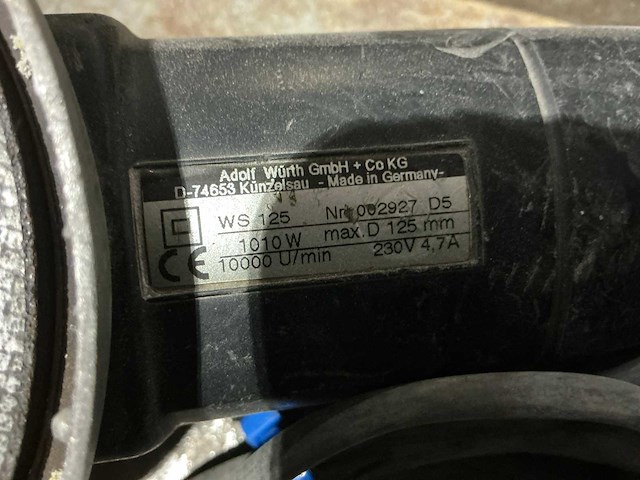 Adolf Würth GmbH + Co KG
D-74653 Künzelsau - Made in Germany-
WS 125 Nr. 002927 D5
1010 W max. D 125 mm
CE 10000 U/min 230V 4,7A